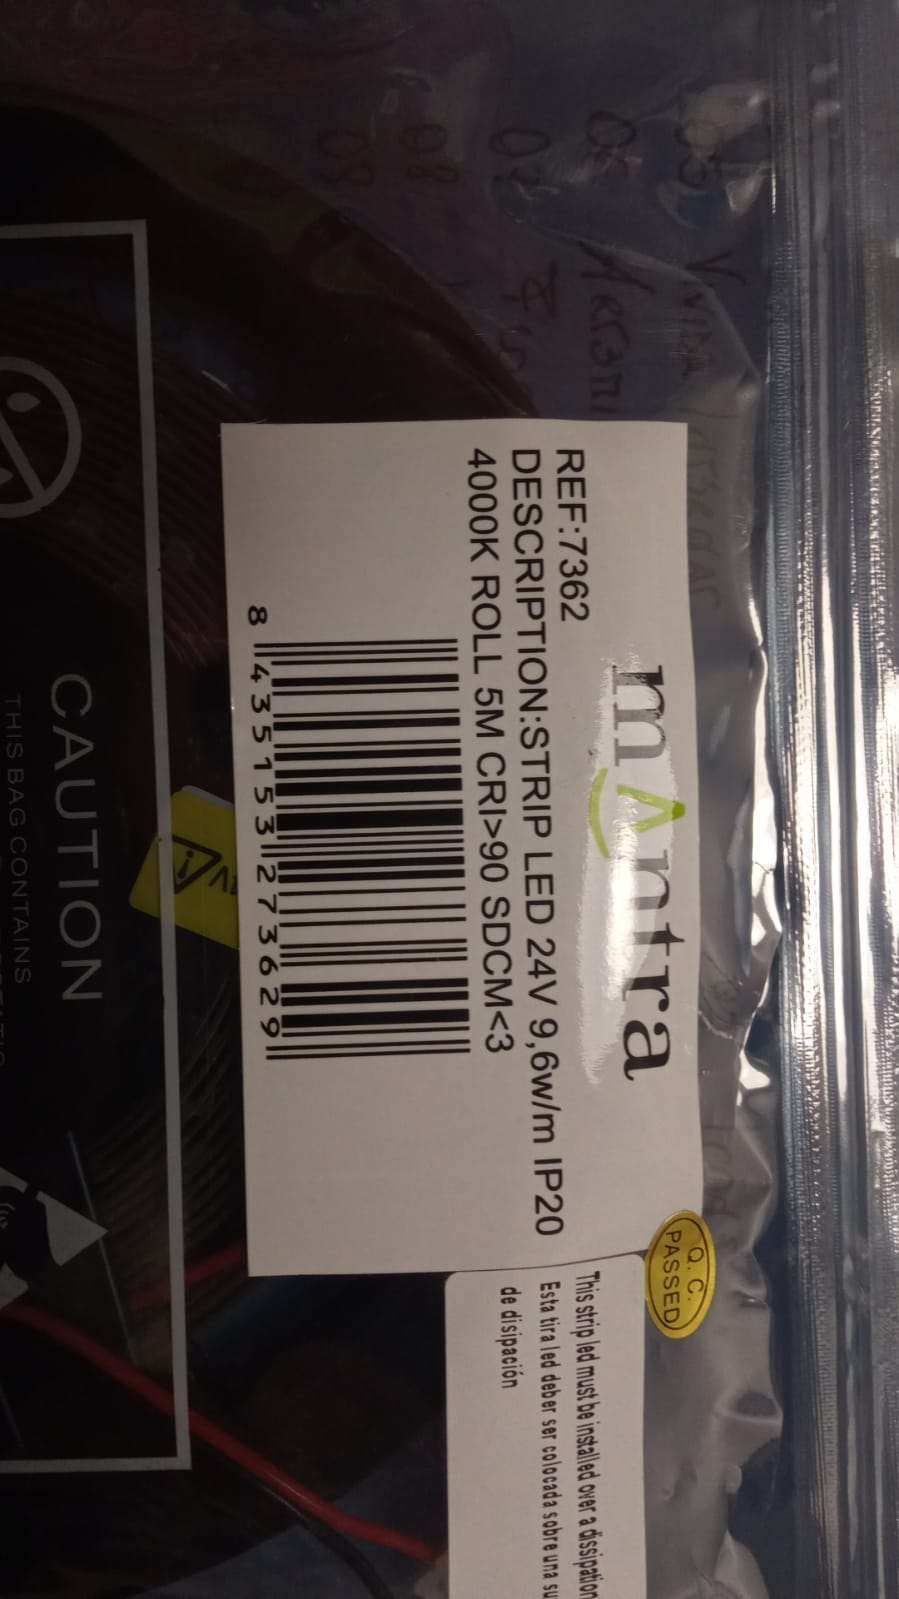 mantra
REF:7362
DESCRIPTION:STRIP LED 24V 9,6w/m IP20
4000K ROLL 5M CRI>90 SDCM<3
8 435153 273629
Q.C.
PASSED
This strip led must be installed over a dissipation
Esta tira led deber ser colocada sobre una su
de disipación
CAUTION
THIS BAG CONTAINS